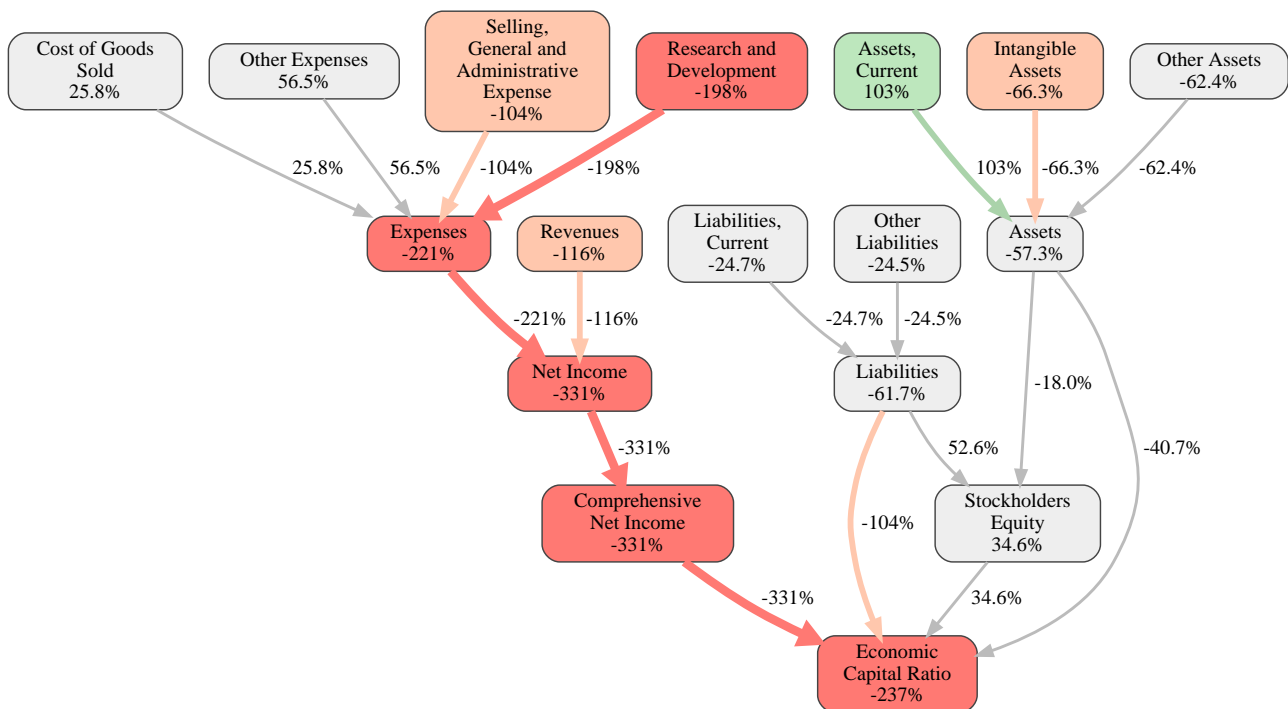 Cost of Goods
Sold
25.8%
Other Expenses
56.5%
Selling,
General and
Administrative
Expense
-104%
Research and
Development
-198%
Assets,
Current
103%
Intangible
Assets
-66.3%
Other Assets
-62.4%
25.8%
56.5%
-104%
-198%
103%
-66.3%
-62.4%
Expenses
-221%
Revenues
-116%
Liabilities,
Current
-24.7%
Other
Liabilities
-24.5%
Assets
-57.3%
-221%
-116%
-24.7%
-24.5%
Net Income
-331%
Liabilities
-61.7%
-18.0%
-331%
52.6%
-40.7%
Comprehensive
Net Income
-331%
-104%
Stockholders
Equity
34.6%
-331%
34.6%
Economic
Capital Ratio
-237%